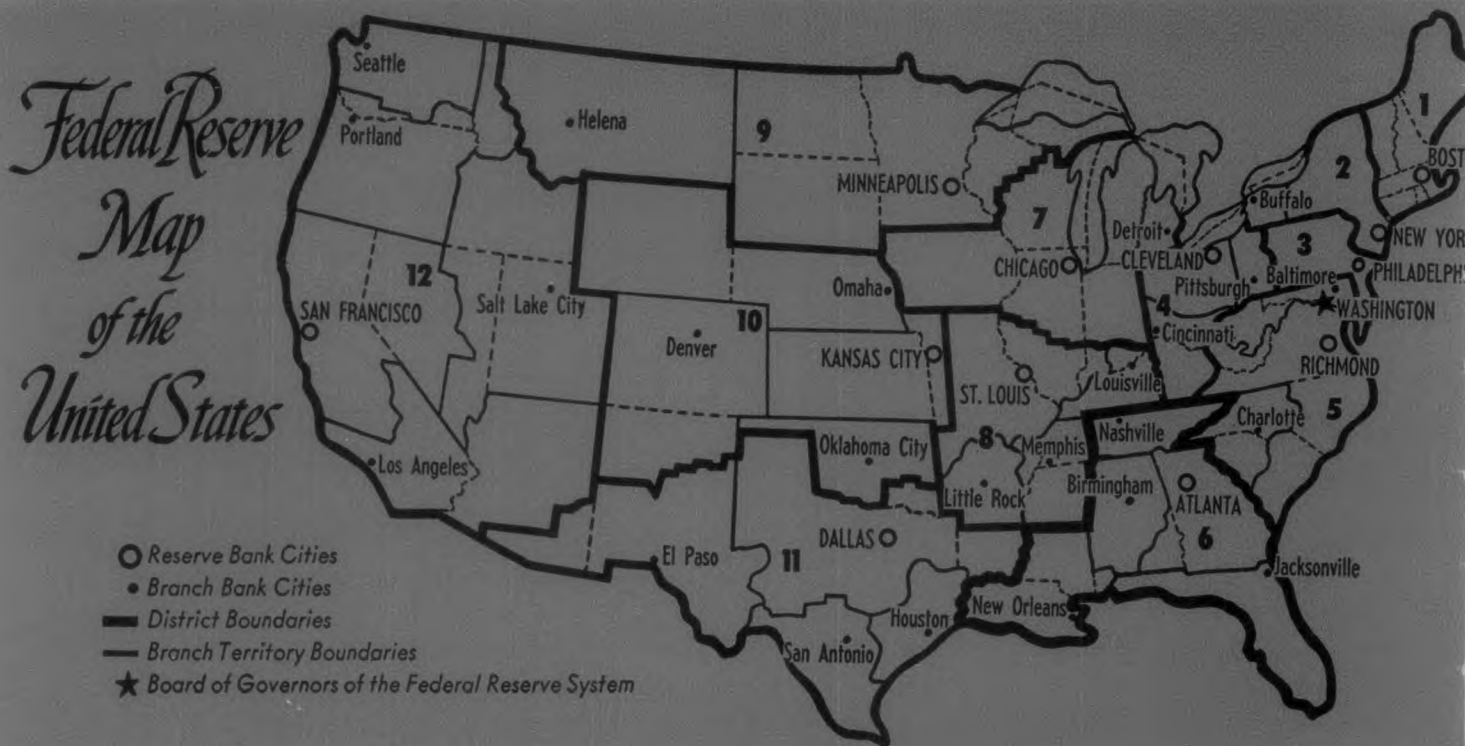 Federal Reserve
Map
of the
United States
Seattle
Portland
Helena
9
MINNEAPOLIS
1
BOST
2
Buffalo
NEW YOR
7
Detroit
CLEVELAND
3
PHILADELPH
CHICAGO
Pittsburgh
Baltimore
12
Salt Lake City
Omaha
4
WASHINGTON
SAN FRANCISCO
10
Denver
KANSAS CITY
Cincinnati
RICHMOND
ST. LOUIS
Louisville
5
Charlotte
Nashville
8
Memphis
Oklahoma City
Los Angeles
Little Rock
Birmingham
ATLANTA
6
DALLAS
11
El Paso
Jacksonville
New Orleans
Houston
San Antonio
Reserve Bank Cities
Branch Bank Cities
District Boundaries
Branch Territory Boundaries
Board of Governors of the Federal Reserve System